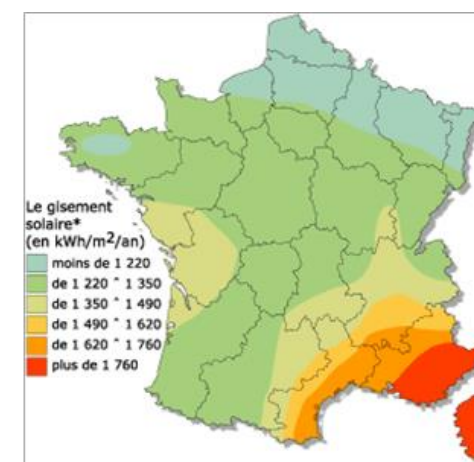 Le gisement
solaire*
(en kWh/m2/an)
moins de 1 220
de 1 220 ˆ 1 350
de 1 350 ˆ 1 490
de 1 490 ˆ 1 620
de 1 620 ˆ 1 760
plus de 1 760